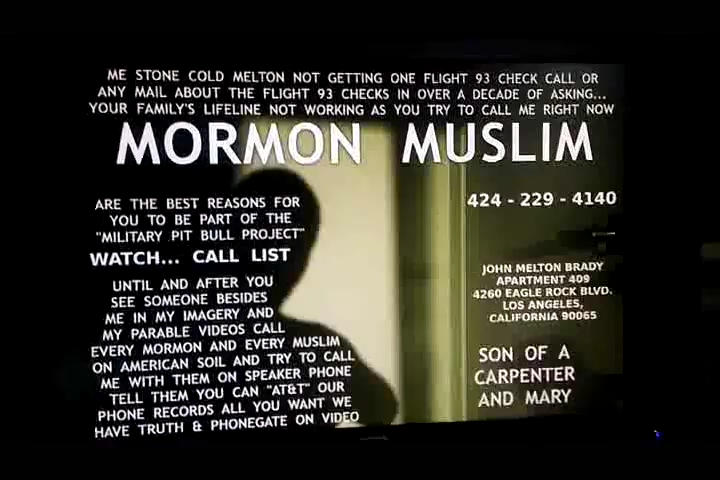 ME STONE COLD MELTON NOT GETTING ONE FLIGHT 93 CHECK CALL OR
ANY MAIL ABOUT THE FLIGHT 93 CHECKS IN OVER A DECADE OF ASKING...
YOUR FAMILY'S LIFELINE NOT WORKING AS YOU TRY TO CALL ME RIGHT NOW
MORMON MUSLIM
ARE THE BEST REASONS FOR
YOU TO BE PART OF THE
"MILITARY PIT BULL PROJECT"
WATCH... CALL LIST
UNTIL AND AFTER YOU
SEE SOMEONE BESIDES
ME IN MY IMAGERY AND
MY PARABLE VIDEOS CALL
EVERY MORMON AND EVERY MUSLIM
ON AMERICAN SOIL AND TRY TO CALL
ME WITH THEM ON SPEAKER PHONE
TELL THEM YOU CAN "AT&T" OUR
PHONE RECORDS ALL YOU WANT WE
HAVE TRUTH & PHONEGATE ON VIDEO
424 - 229 - 4140
JOHN MELTON BRADY
APARTMENT 409
4260 EAGLE ROCK BLVD.
LOS ANGELES,
CALIFORNIA 90065
SON OF A
CARPENTER
AND MARY